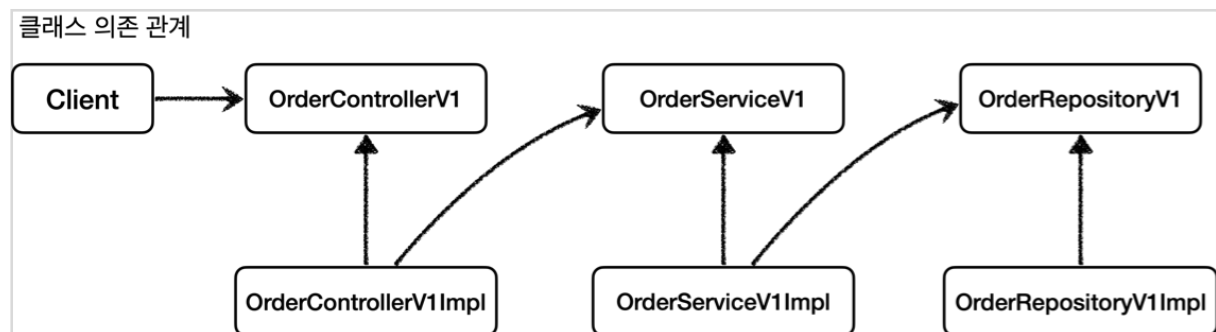 클래스 의존 관계
Client
OrderControllerV1
OrderServiceV1
OrderRepositoryV1
OrderControllerV1Impl
OrderServiceV1Impl
OrderRepositoryV1Impl